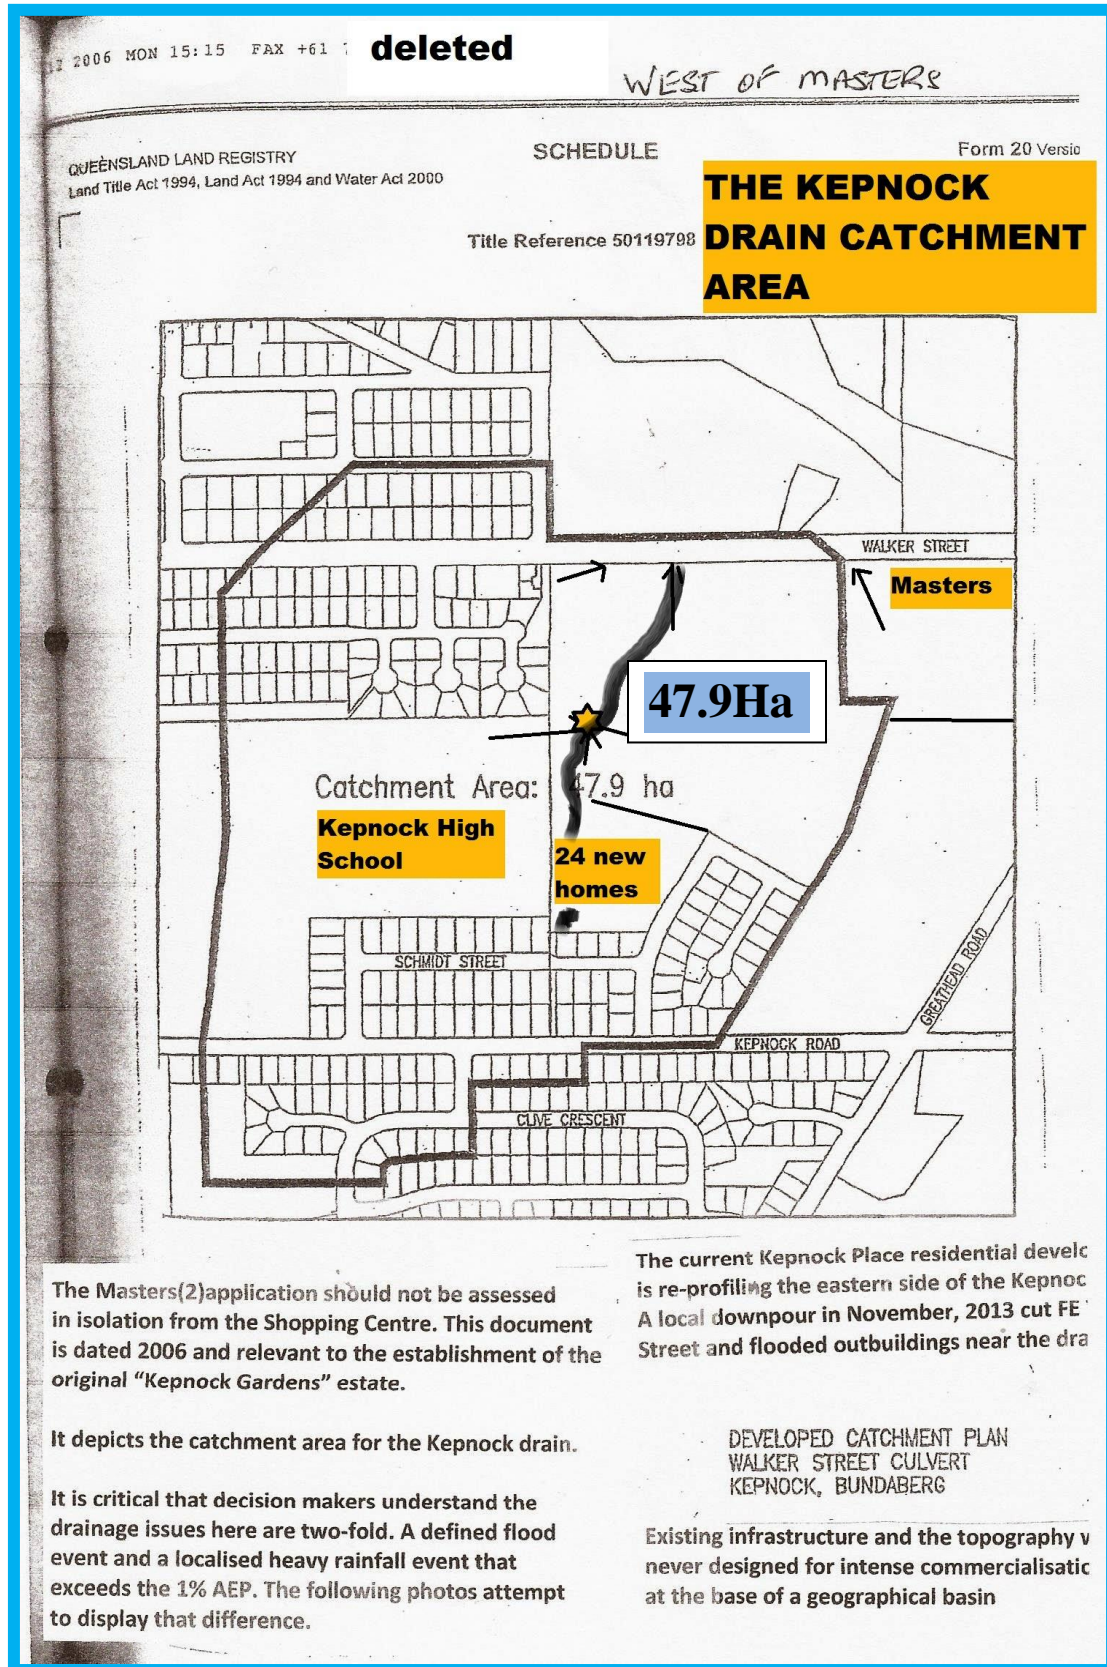 2006 MON 15:15 FAX +61
deleted
WEST OF MASTERS
QUEENSLAND LAND REGISTRY
Land Title Act 1994, Land Act 1994 and Water Act 2000
SCHEDULE
Form 20 Versio
Title Reference 50119798
THE KEPNOCK
DRAIN CATCHMENT
AREA
WALKER STREET
Masters
47.9Ha
Catchment Area: 47.9 ha
Kepnock High
School
24 new
homes
SCHMIDT STREET
GREATHEAD ROAD
KEPNOCK ROAD
CLIVE CRESCENT
The Masters(2)application should not be assessed
in isolation from the Shopping Centre. This document
is dated 2006 and relevant to the establishment of the
original “Kepnock Gardens” estate.
It depicts the catchment area for the Kepnock drain.
It is critical that decision makers understand the
drainage issues here are two-fold. A defined flood
event and a localised heavy rainfall event that
exceeds the 1% AEP. The following photos attempt
to display that difference.
The current Kepnock Place residential develc
is re-profiling the eastern side of the Kepnoc
A local downpour in November, 2013 cut FE
Street and flooded outbuildings near the dra
DEVELOPED CATCHMENT PLAN
WALKER STREET CULVERT
KEPNOCK, BUNDABERG
Existing infrastructure and the topography v
never designed for intense commercialisatic
at the base of a geographical basin